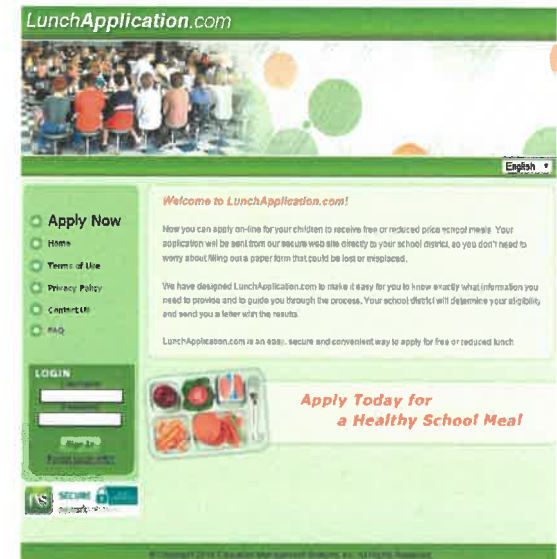 LunchApplication.com
English
Apply Now
Home
Terms of Use
Privacy Policy
Contact Us
FAQ
LOGIN
Sign In
Welcome to LunchApplication.com!
Now you can apply on-line for your children to receive free or reduced price school meals. Your
application will be sent from our secure web site directly to your school district, so you don't need to
worry about filling out a paper form that could be lost or misplaced.
We have designed LunchApplication.com to make it easy for you to know exactly what information you
need to provide and to guide you through the process. Your school district will determine your eligibility
and send you a letter with the results.
LunchApplication.com is an easy, secure and convenient way to apply for free or reduced lunch
Apply Today for
a Healthy School Meal
SECURE